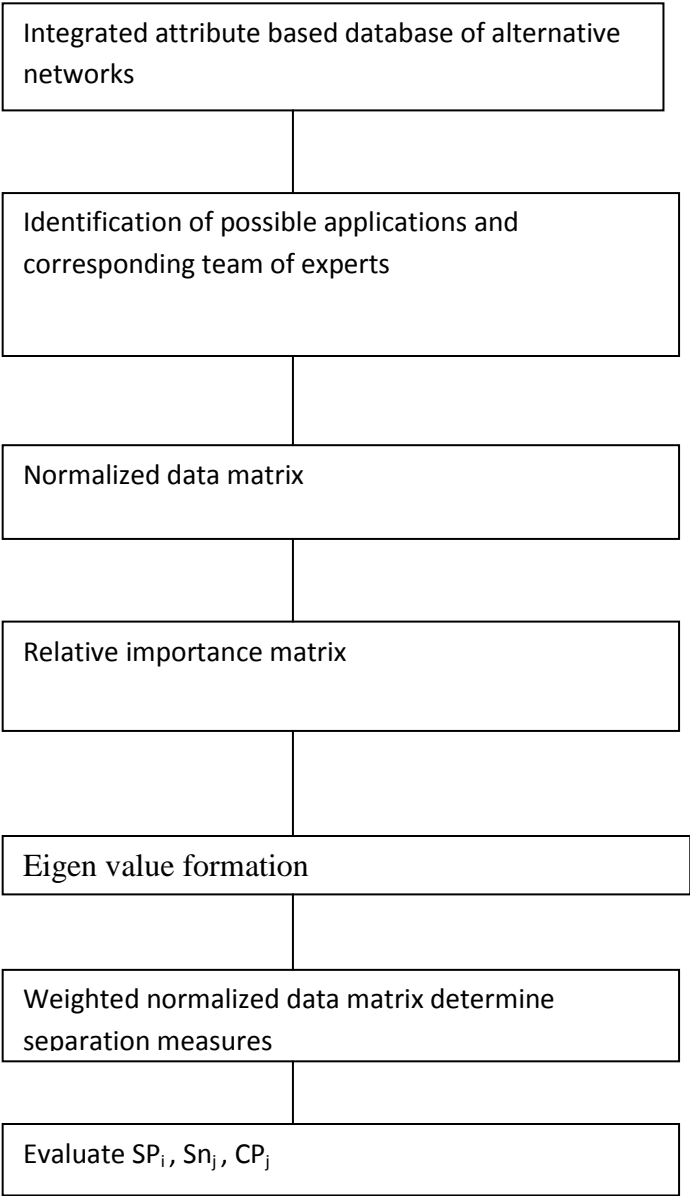 Integrated attribute based database of alternative
networks
Identification of possible applications and
corresponding team of experts
Normalized data matrix
Relative importance matrix
Eigen value formation
Weighted normalized data matrix determine
separation measures
Evaluate SPᵢ , Snⱼ , CPⱼ